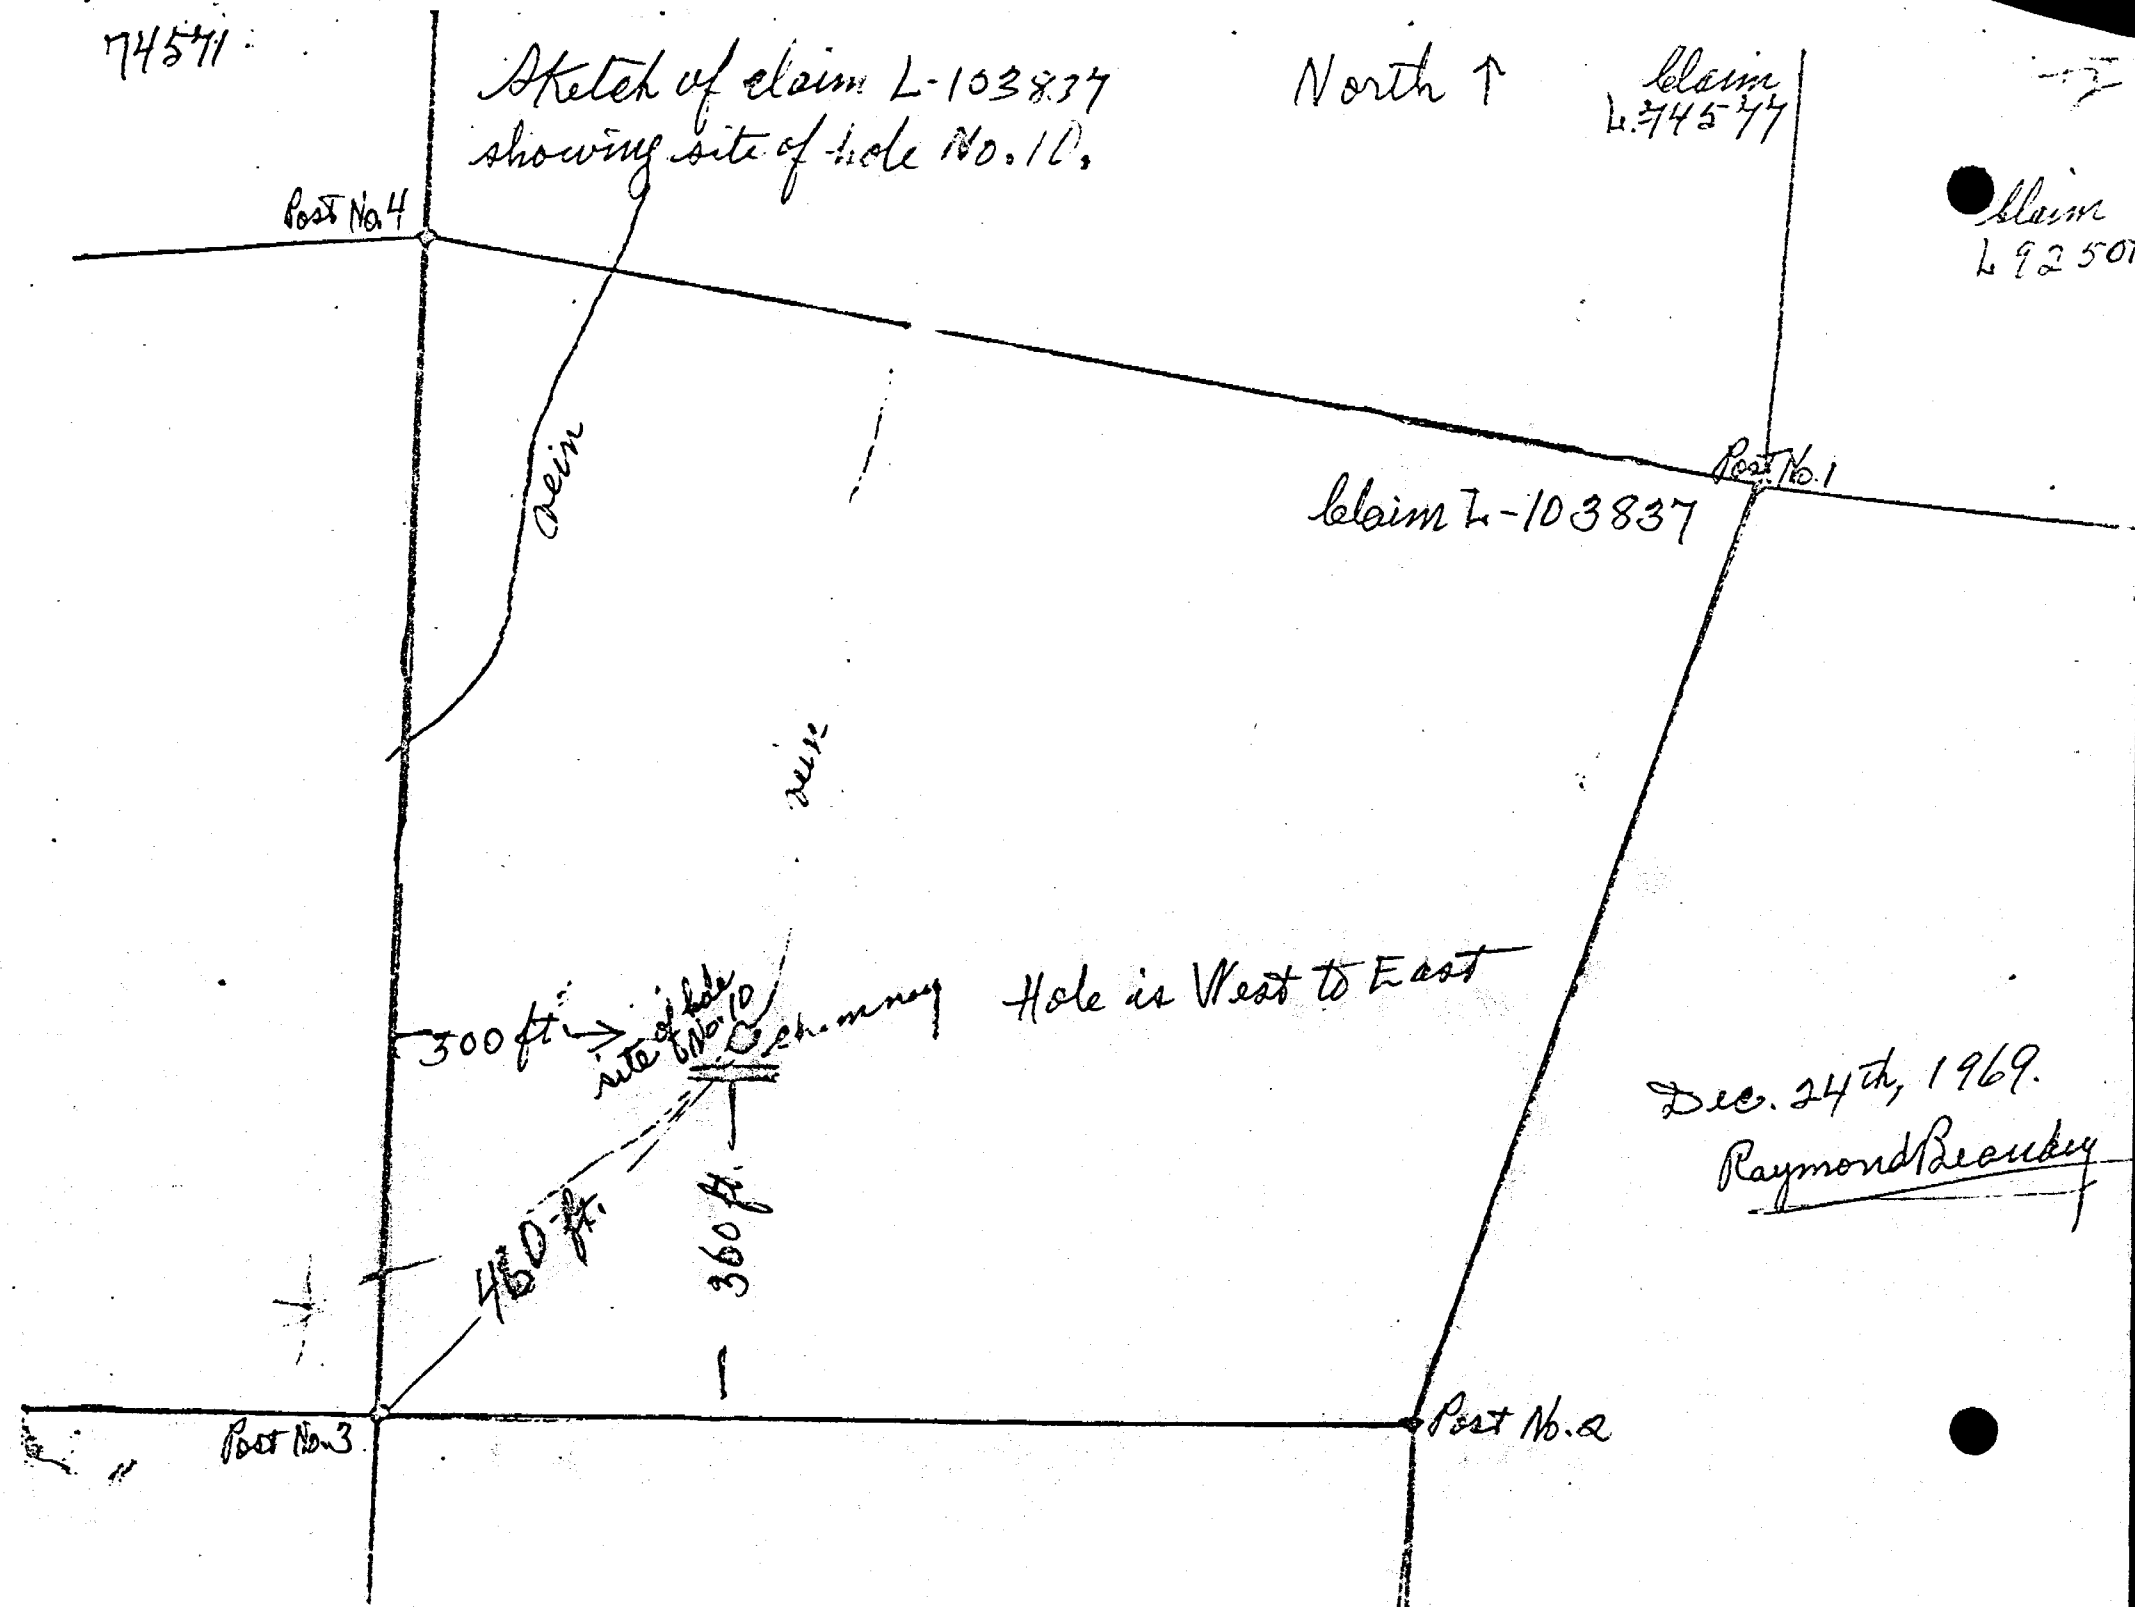 74571
Sketch of claim L-103837
showing site of hole No. 10.
North ↑
Claim
L.74577
Claim
L 92507
Post No. 4
vein
Post No. 1
Claim L-103837
vein
300 ft. →
site of hole
No. 10
chimney
Hole is West to East
460 ft.
360 ft.
Dec. 24th, 1969.
Raymond Beaudry
Post No. 3
Post No. 2